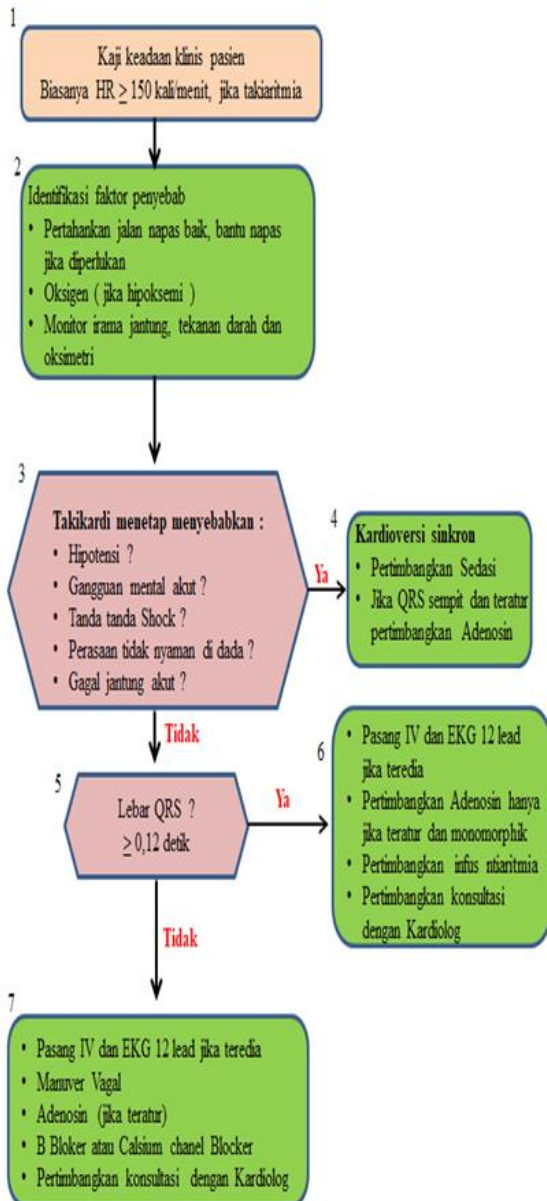 1
Kaji keadaan klinis pasien
Biasanya HR ≥ 150 kali/menit, jika takiaritmia
2
Identifikasi faktor penyebab
• Pertahankan jalan napas baik, bantu napas
jika diperlukan
• Oksigen ( jika hipoksemi )
• Monitor irama jantung, tekanan darah dan
oksimetri
3
Takikardi menetap menyebabkan :
• Hipotensi ?
• Gangguan mental akut ?
• Tanda tanda Shock ?
• Perasaan tidak nyaman di dada ?
• Gagal jantung akut ?
Ya
4
Kardioversi sinkron
• Pertimbangkan Sedasi
• Jika QRS sempit dan teratur
pertimbangkan Adenosin
Tidak
5
Lebar QRS ?
≥ 0,12 detik
Ya
6
• Pasang IV dan EKG 12 lead
jika teredia
• Pertimbangkan Adenosin hanya
jika teratur dan monomorphik
• Pertimbangkan infus ntiaritmia
• Pertimbangkan konsultasi
dengan Kardiolog
Tidak
7
• Pasang IV dan EKG 12 lead jika teredia
• Manuver Vagal
• Adenosin (jika teratur)
• B Bloker atau Calsium chanel Blocker
• Pertimbangkan konsultasi dengan Kardiolog